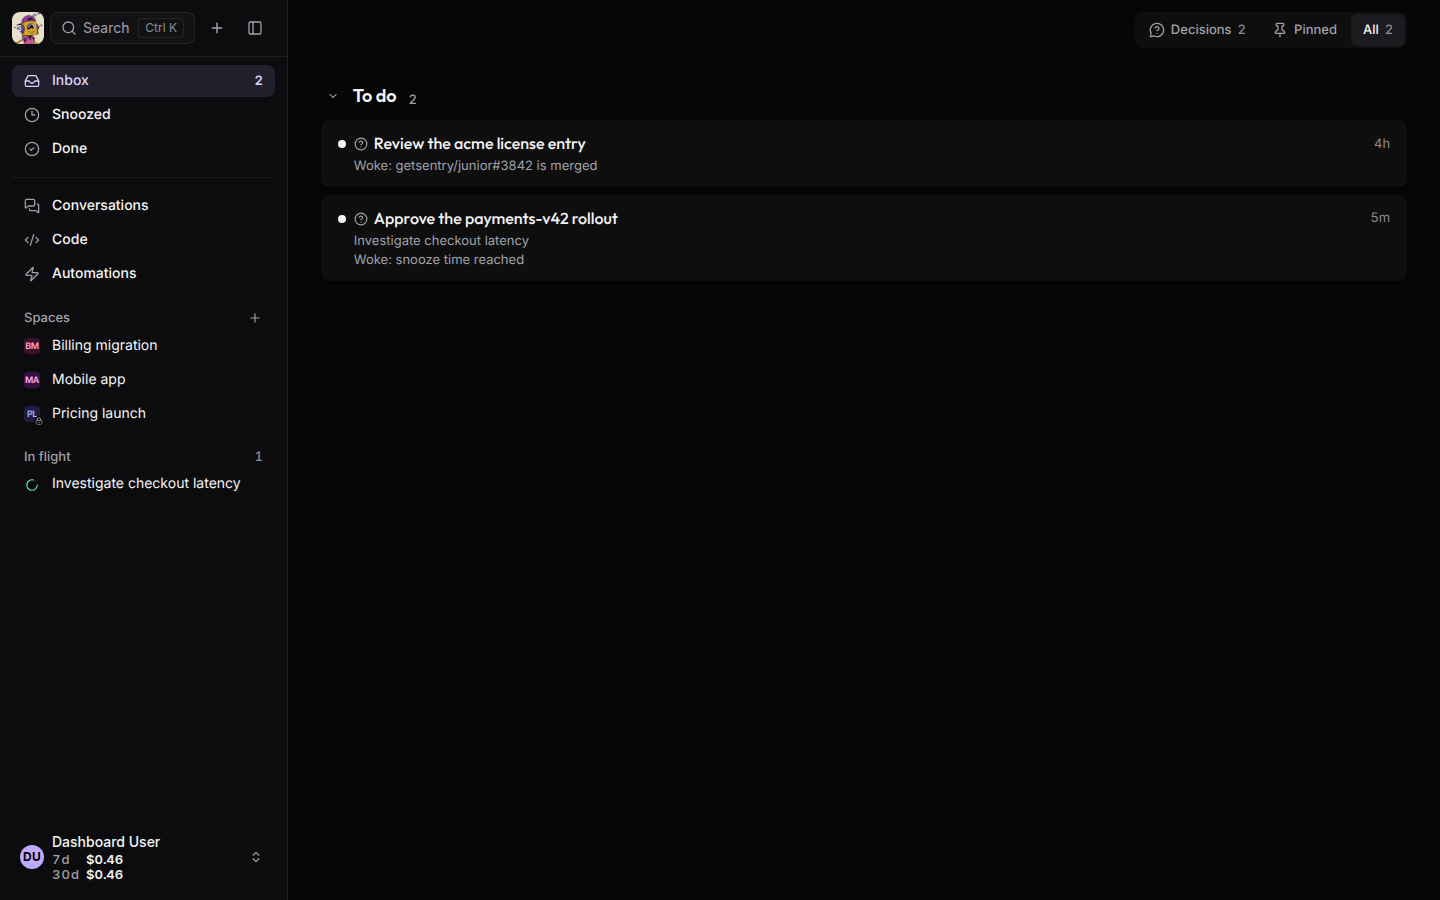 Search Ctrl K
Inbox 2
Snoozed
Done
Conversations
Code
Automations
Spaces
BM Billing migration
MA Mobile app
PL Pricing launch
In flight 1
Investigate checkout latency
DU Dashboard User
7d $0.46
30d $0.46
Decisions 2 Pinned All 2
To do 2
Review the acme license entry 4h
Woke: getsentry/junior#3842 is merged
Approve the payments-v42 rollout 5m
Investigate checkout latency
Woke: snooze time reached